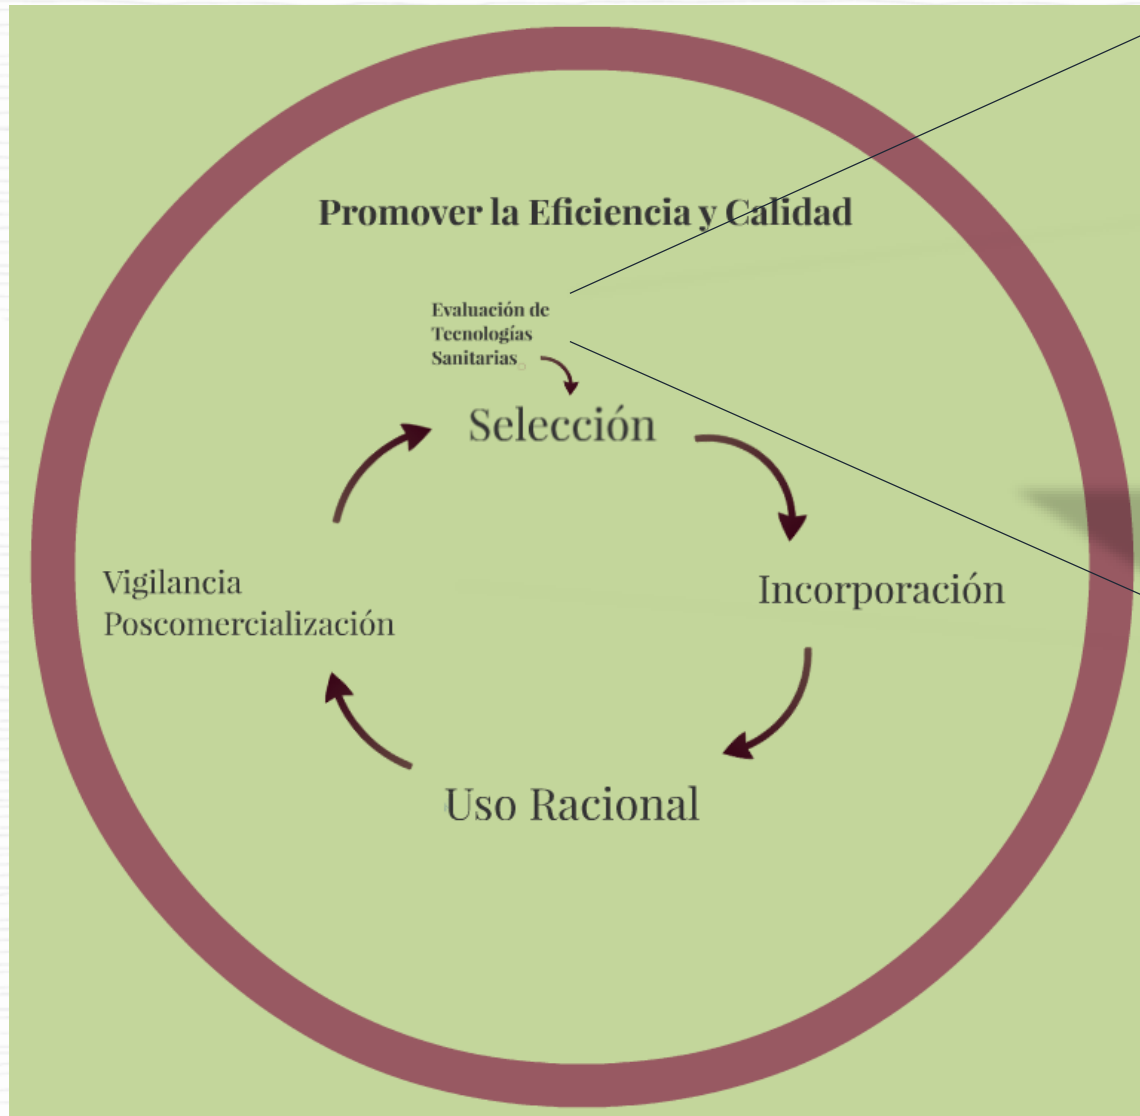 Promover la Eficiencia y Calidad
Evaluación de
Tecnologías
Sanitarias
Selección
Incorporación
Vigilancia
Poscomercialización
Uso Racional